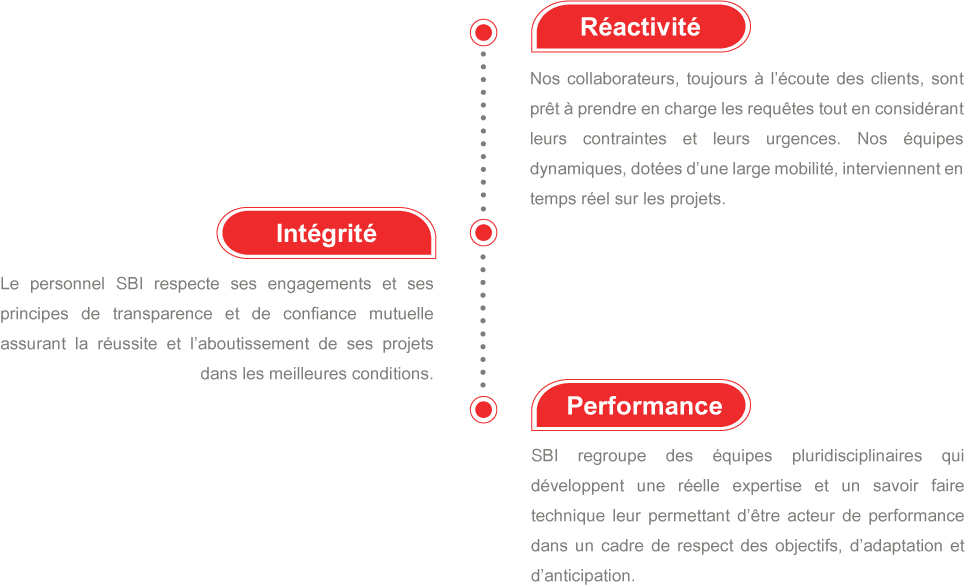 Réactivité
Nos collaborateurs, toujours à l’écoute des clients, sont
prêt à prendre en charge les requêtes tout en considérant
leurs contraintes et leurs urgences. Nos équipes
dynamiques, dotées d’une large mobilité, interviennent en
temps réel sur les projets.
Intégrité
Le personnel SBI respecte ses engagements et ses
principes de transparence et de confiance mutuelle
assurant la réussite et l’aboutissement de ses projets
dans les meilleures conditions.
Performance
SBI regroupe des équipes pluridisciplinaires qui
développent une réelle expertise et un savoir faire
technique leur permettant d’être acteur de performance
dans un cadre de respect des objectifs, d’adaptation et
d’anticipation.